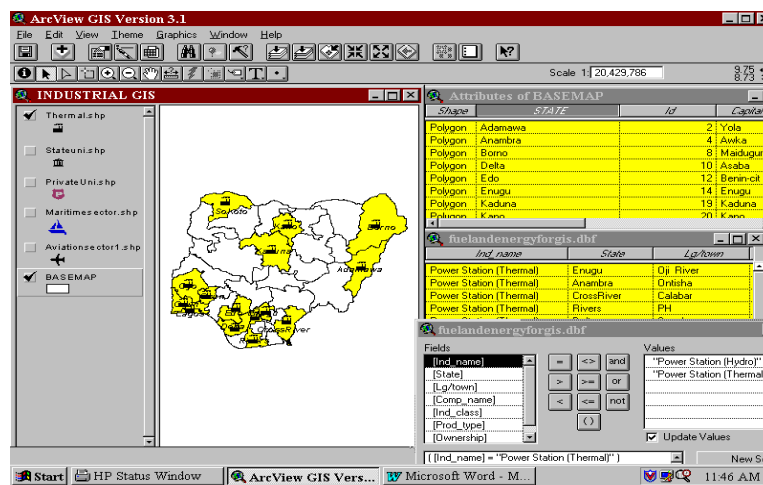 ArcView GIS Version 3.1
File Edit View Theme Graphics Window Help
Scale 1: 20,429,786
9.75
8.73
INDUSTRIAL GIS
Thermal.shp
Stateuni.shp
PrivateUni.shp
Maritimesector.shp
Aviationsector1.shp
BASEMAP
Sokoto
Kano
Borno
Kaduna
Adamawa
Lagos
CrossRiver
Attributes of BASEMAP
Shape STATE Id Capital
Polygon Adamawa 2 Yola
Polygon Anambra 4 Awka
Polygon Borno 8 Maidugur
Polygon Delta 10 Asaba
Polygon Edo 12 Benin-cit
Polygon Enugu 14 Enugu
Polygon Kaduna 19 Kaduna
Polygon Kano 20 Kano
fuelandenergyforgis.dbf
Ind_name State Lg/town
Power Station (Thermal) Enugu Oji River
Power Station (Thermal) Anambra Ontisha
Power Station (Thermal) CrossRiver Calabar
Power Station (Thermal) Rivers PH
fuelandenergyforgis.dbf
Fields Values
[Ind_name] = <> and "Power Station (Hydro)"
[State] "Power Station (Thermal
[Lg/town] > >= or
[Comp_name]
[Ind_class] < <= not
[Prod_type] ( )
[Ownership] Update Values
( [Ind_name] = "Power Station (Thermal)" ) New S
Start HP Status Window ArcView GIS Vers... Microsoft Word - M... 11:46 AM